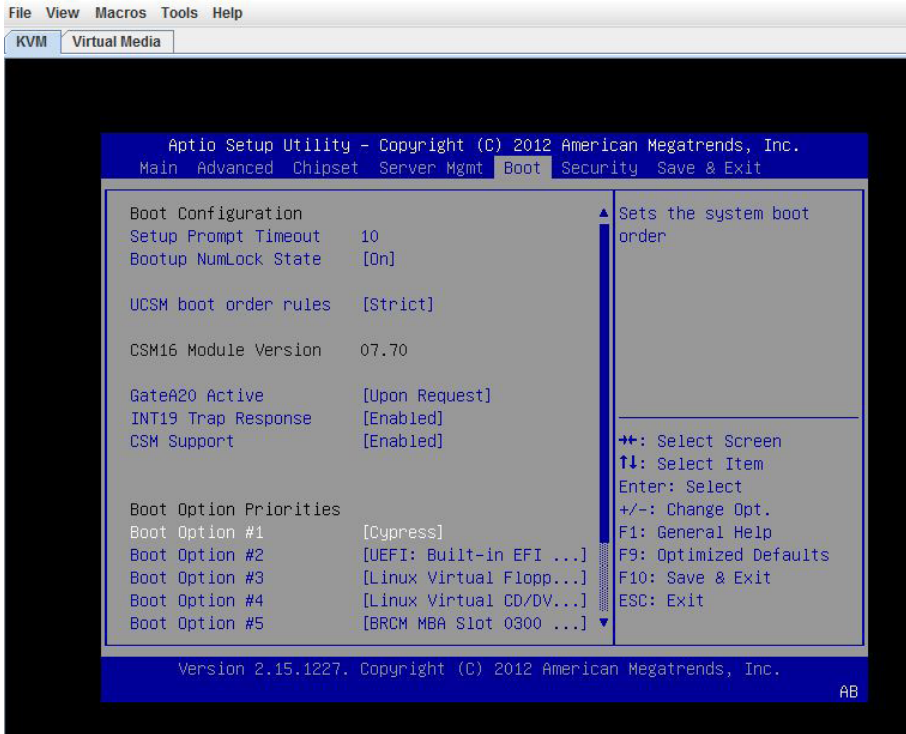 File View Macros Tools Help
KVM Virtual Media
Aptio Setup Utility – Copyright (C) 2012 American Megatrends, Inc.
Main Advanced Chipset Server Mgmt Boot Security Save & Exit
Boot Configuration
Setup Prompt Timeout 10
Bootup NumLock State [On]
UCSM boot order rules [Strict]
CSM16 Module Version 07.70
GateA20 Active [Upon Request]
INT19 Trap Response [Enabled]
CSM Support [Enabled]
Boot Option Priorities
Boot Option #1 [Cypress]
Boot Option #2 [UEFI: Built-in EFI ...]
Boot Option #3 [Linux Virtual Flopp...]
Boot Option #4 [Linux Virtual CD/DV...]
Boot Option #5 [BRCM MBA Slot 0300 ...]
Sets the system boot
order
→←: Select Screen
↑↓: Select Item
Enter: Select
+/-: Change Opt.
F1: General Help
F9: Optimized Defaults
F10: Save & Exit
ESC: Exit
Version 2.15.1227. Copyright (C) 2012 American Megatrends, Inc.
AB